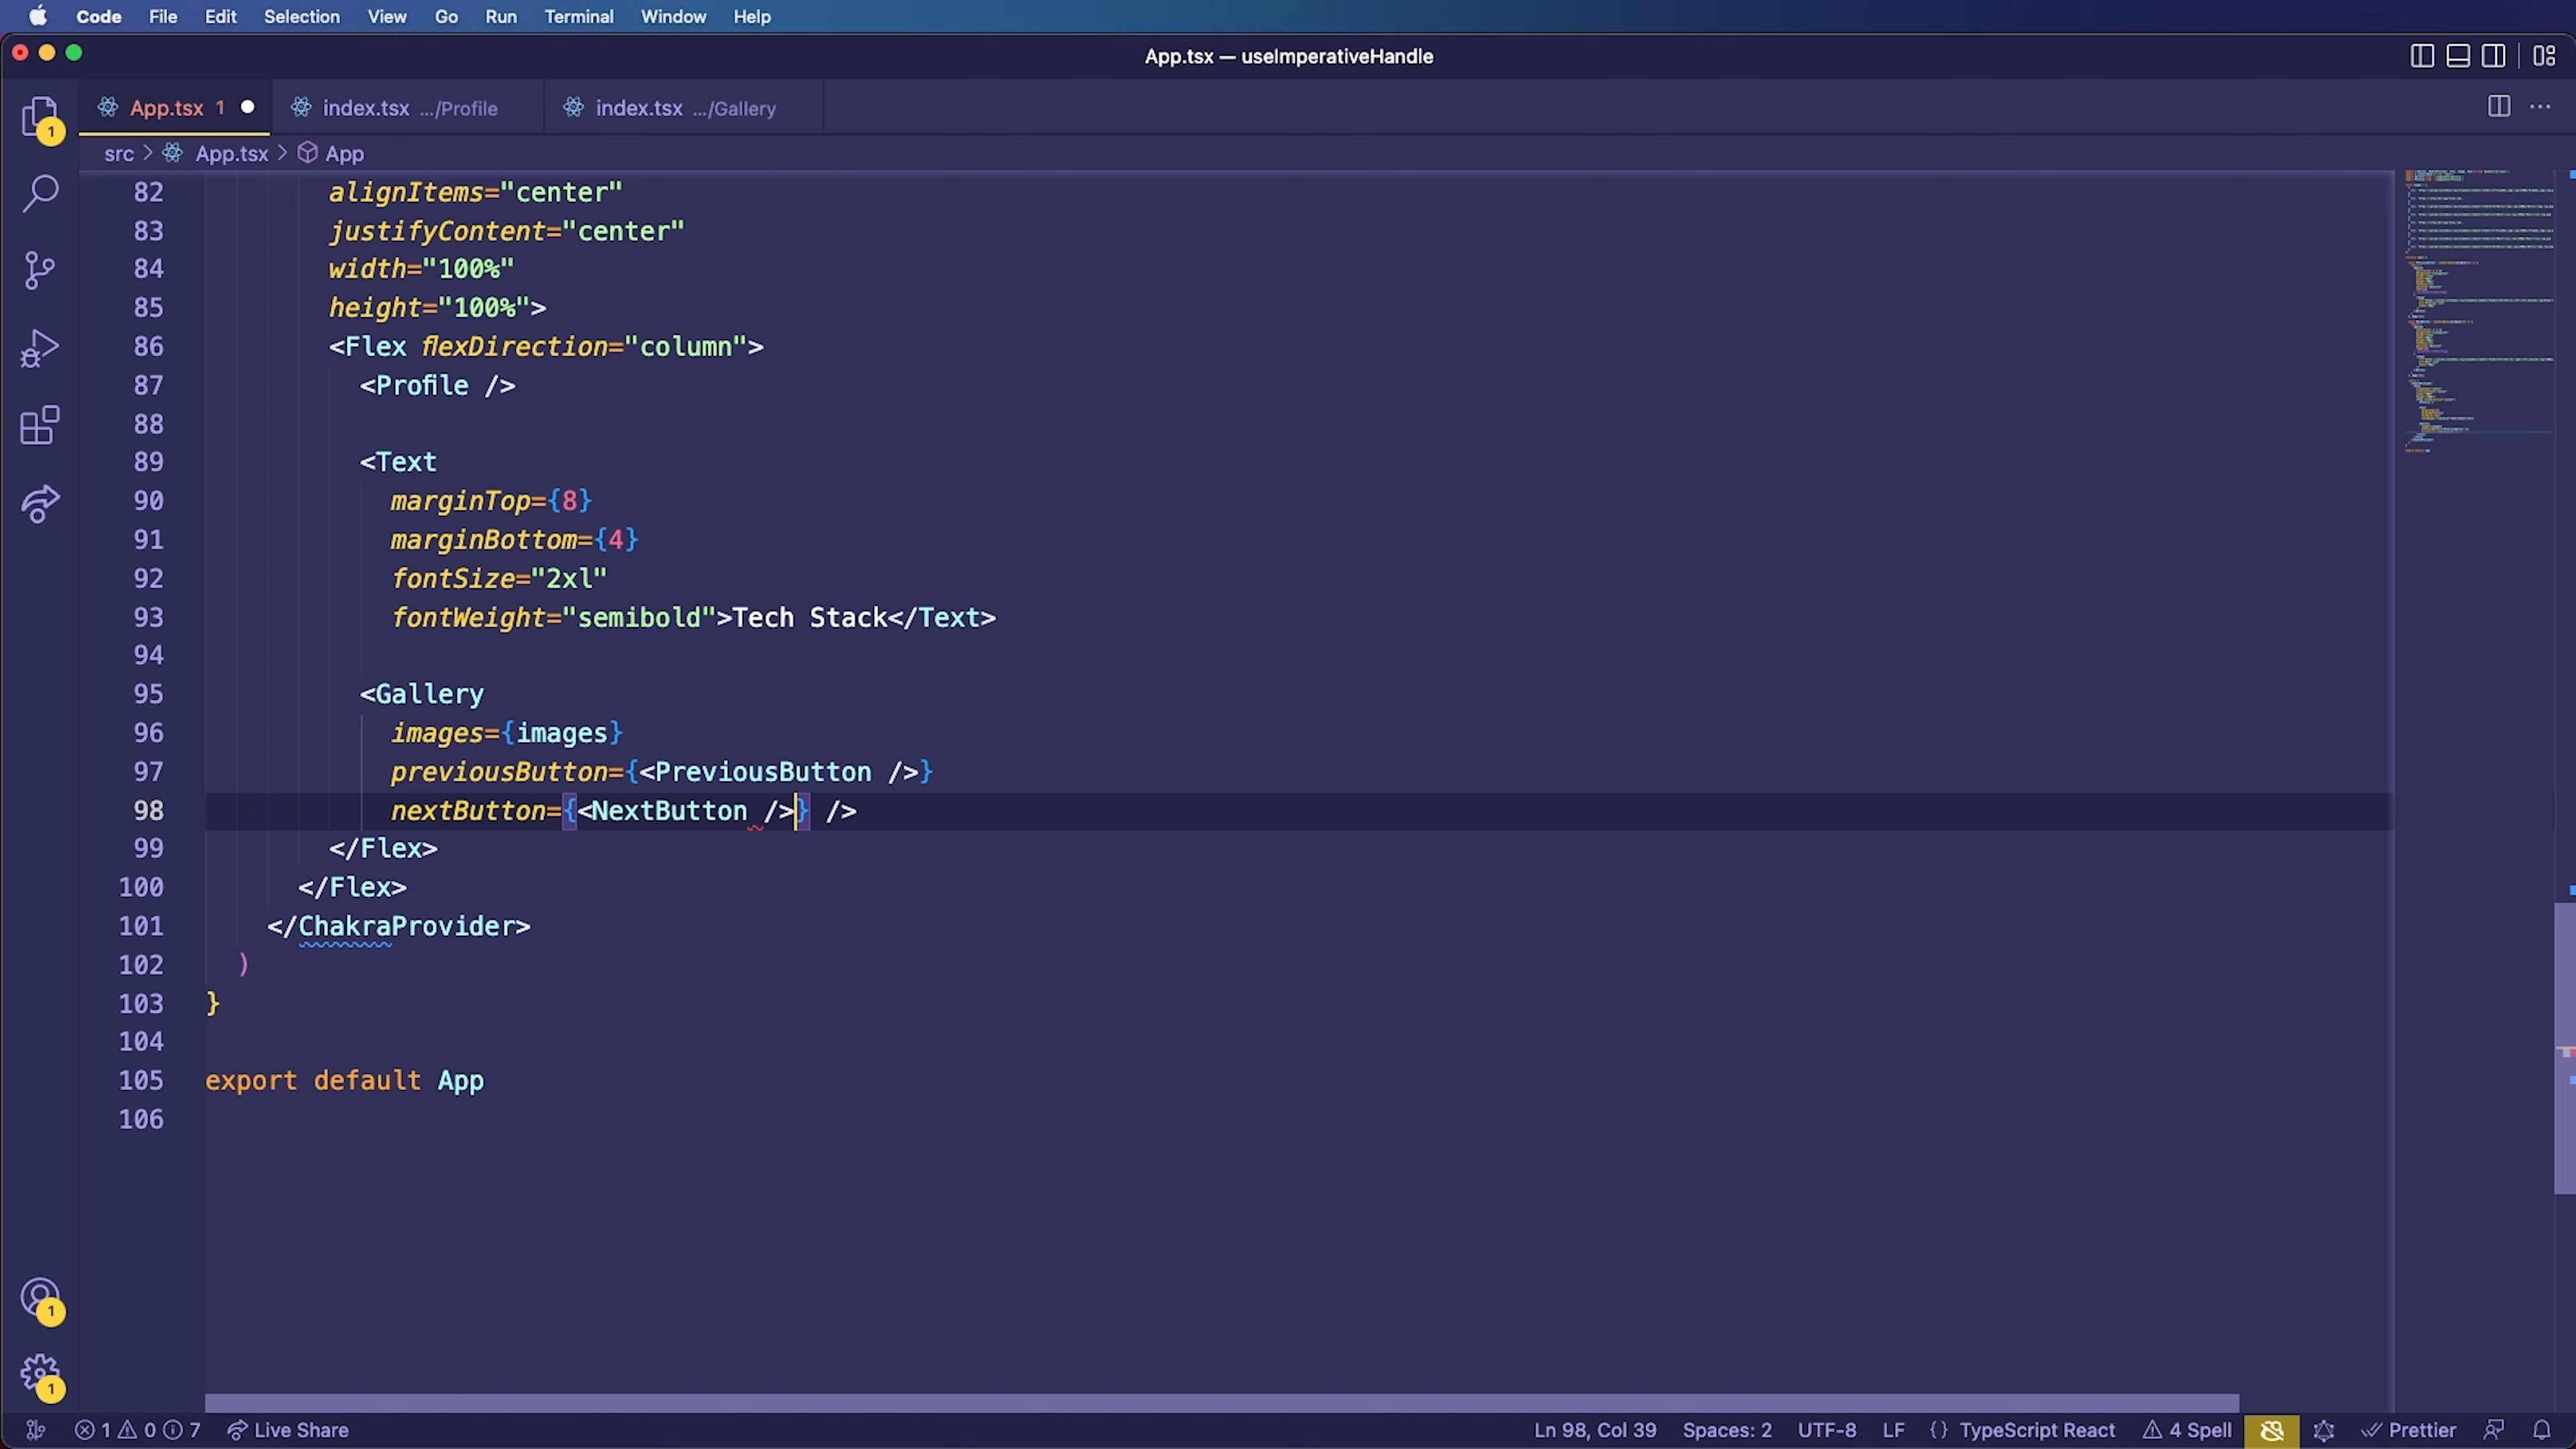 Code File Edit Selection View Go Run Terminal Window Help
App.tsx — useImperativeHandle
App.tsx 1 index.tsx .../Profile index.tsx .../Gallery
src > App.tsx > App
82 alignItems="center"
83 justifyContent="center"
84 width="100%"
85 height="100%">
86 <Flex flexDirection="column">
87 <Profile />
88
89 <Text
90 marginTop={8}
91 marginBottom={4}
92 fontSize="2xl"
93 fontWeight="semibold">Tech Stack</Text>
94
95 <Gallery
96 images={images}
97 previousButton={<PreviousButton />}
98 nextButton={<NextButton />} />
99 </Flex>
100 </Flex>
101 </ChakraProvider>
102 )
103 }
104
105 export default App
106
1
1
1
1 0 7 Live Share Ln 98, Col 39 Spaces: 2 UTF-8 LF {} TypeScript React 4 Spell Prettier